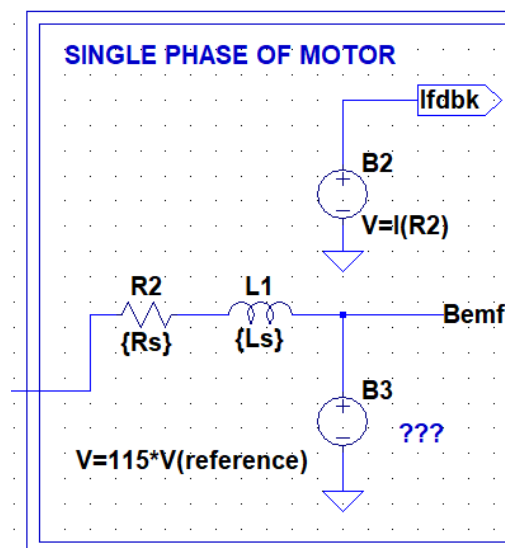 SINGLE PHASE OF MOTOR
Ifdbk
B2
V=I(R2)
R2
L1
{Rs}
{Ls}
Bemf
B3
???
V=115*V(reference)